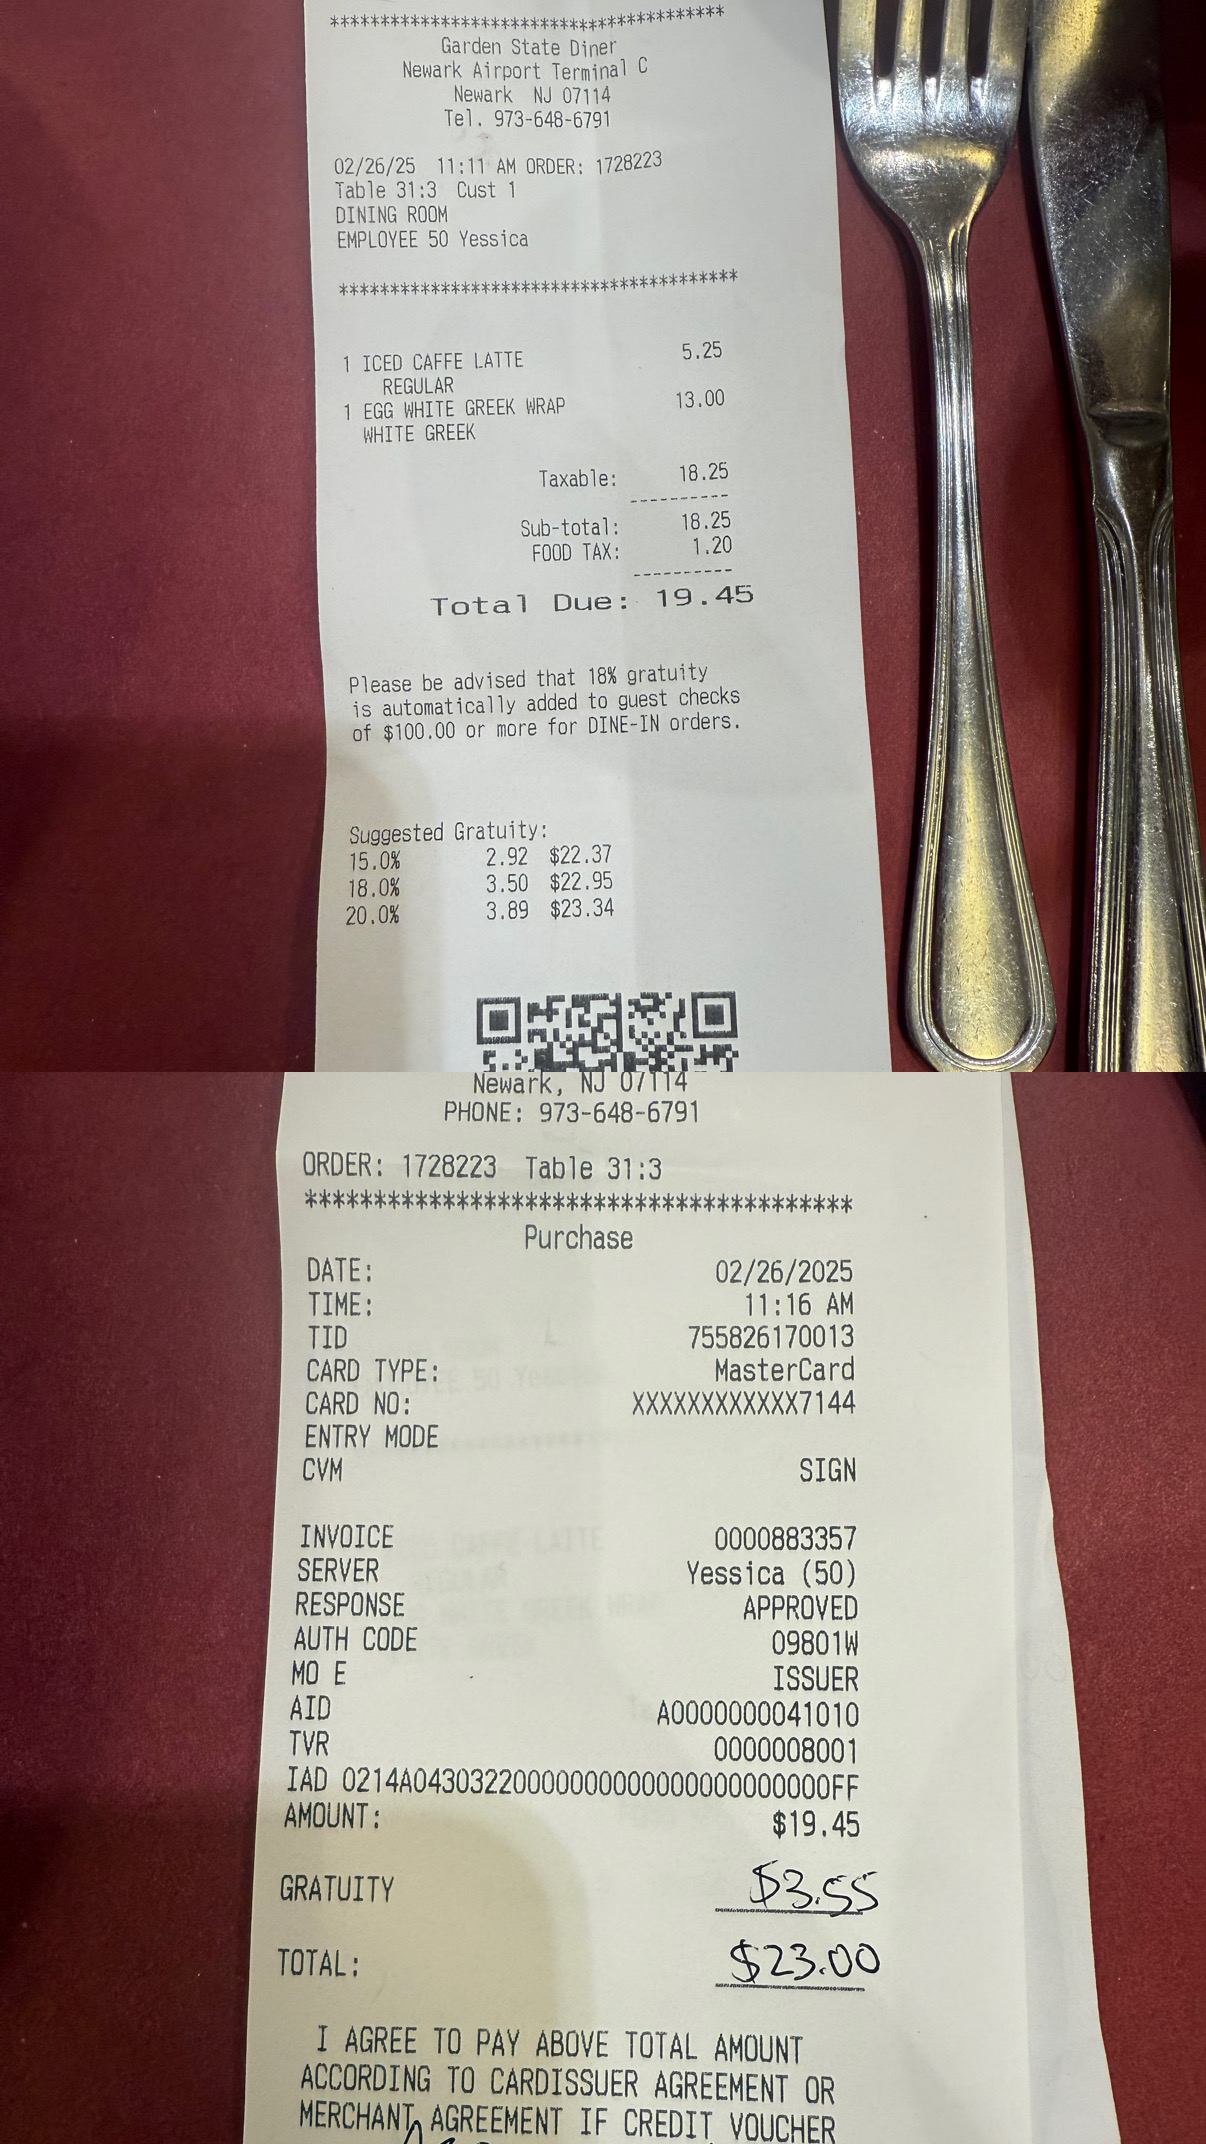 ****************************************
Garden State Diner
Newark Airport Terminal C
Newark NJ 07114
Tel. 973-648-6791
02/26/25 11:11 AM ORDER: 1728223
Table 31:3 Cust 1
DINING ROOM
EMPLOYEE 50 Yessica
****************************************
1 ICED CAFFE LATTE 5.25
REGULAR
1 EGG WHITE GREEK WRAP 13.00
WHITE GREEK
Taxable: 18.25
----------
Sub-total: 18.25
FOOD TAX: 1.20
----------
Total Due: 19.45
Please be advised that 18% gratuity
is automatically added to guest checks
of $100.00 or more for DINE-IN orders.
Suggested Gratuity:
15.0% 2.92 $22.37
18.0% 3.50 $22.95
20.0% 3.89 $23.34
Newark, NJ 07114
PHONE: 973-648-6791
ORDER: 1728223 Table 31:3
****************************************
Purchase
DATE: 02/26/2025
TIME: 11:16 AM
TID 755826170013
CARD TYPE: MasterCard
CARD NO: XXXXXXXXXXXX7144
ENTRY MODE
CVM SIGN
INVOICE 0000883357
SERVER Yessica (50)
RESPONSE APPROVED
AUTH CODE 09801W
MO E ISSUER
AID A0000000041010
TVR 0000008001
IAD 0214A04303220000000000000000000000FF
AMOUNT: $19.45
GRATUITY $3.55
TOTAL: $23.00
I AGREE TO PAY ABOVE TOTAL AMOUNT
ACCORDING TO CARDISSUER AGREEMENT OR
MERCHANT AGREEMENT IF CREDIT VOUCHER